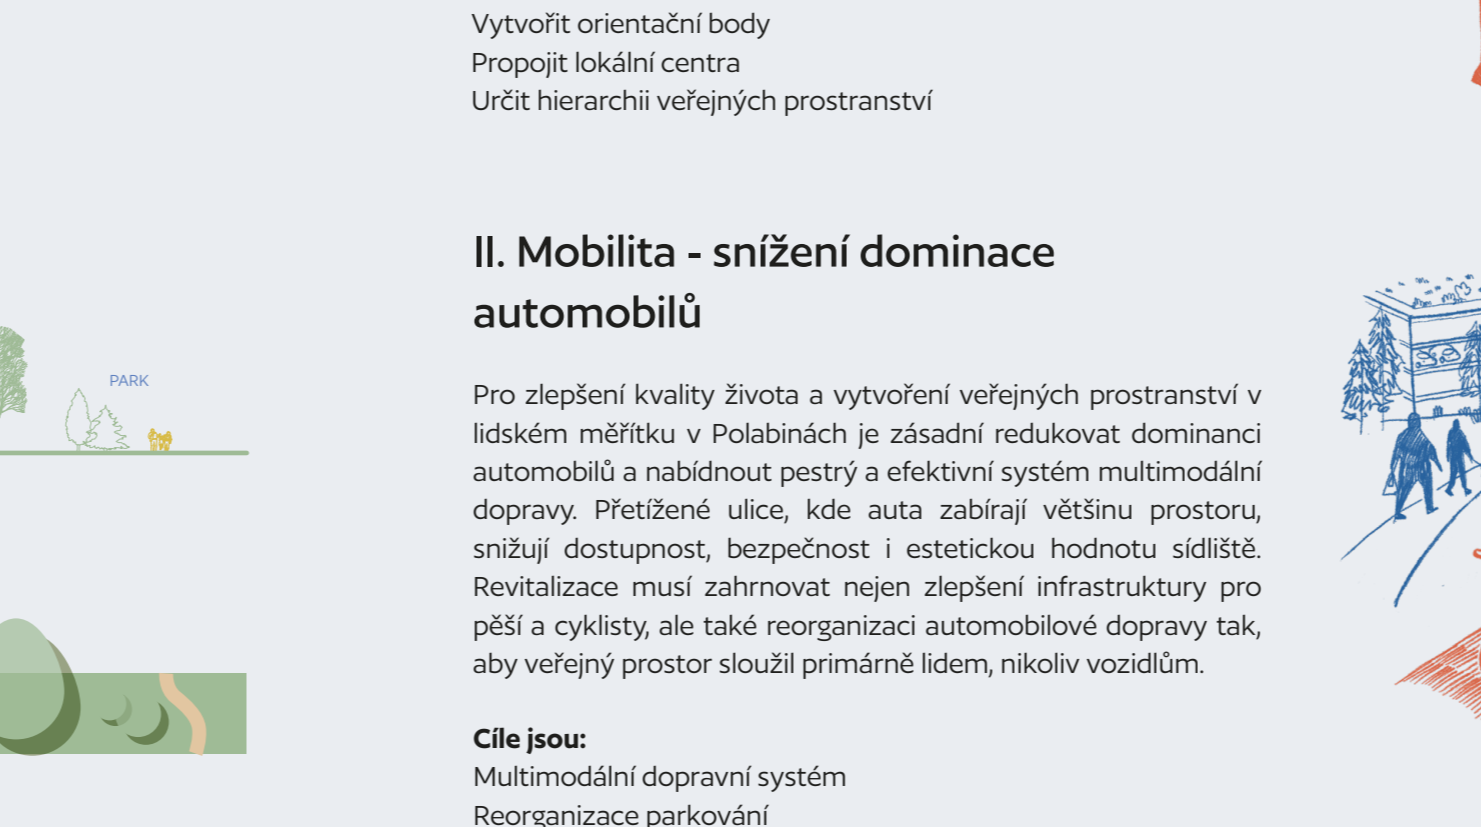 Vytvořit orientační body
Propojit lokální centra
Určit hierarchii veřejných prostranství
II. Mobilita - snížení dominace
automobilů
PARK
Pro zlepšení kvality života a vytvoření veřejných prostranství v
lidském měřítku v Polabinách je zásadní redukovat dominanci
automobilů a nabídnout pestrý a efektivní systém multimodální
dopravy. Přetížené ulice, kde auta zabírají většinu prostoru,
snižují dostupnost, bezpečnost i estetickou hodnotu sídliště.
Revitalizace musí zahrnovat nejen zlepšení infrastruktury pro
pěší a cyklisty, ale také reorganizaci automobilové dopravy tak,
aby veřejný prostor sloužil primárně lidem, nikoliv vozidlům.
Cíle jsou:
Multimodální dopravní systém
Reorganizace parkování